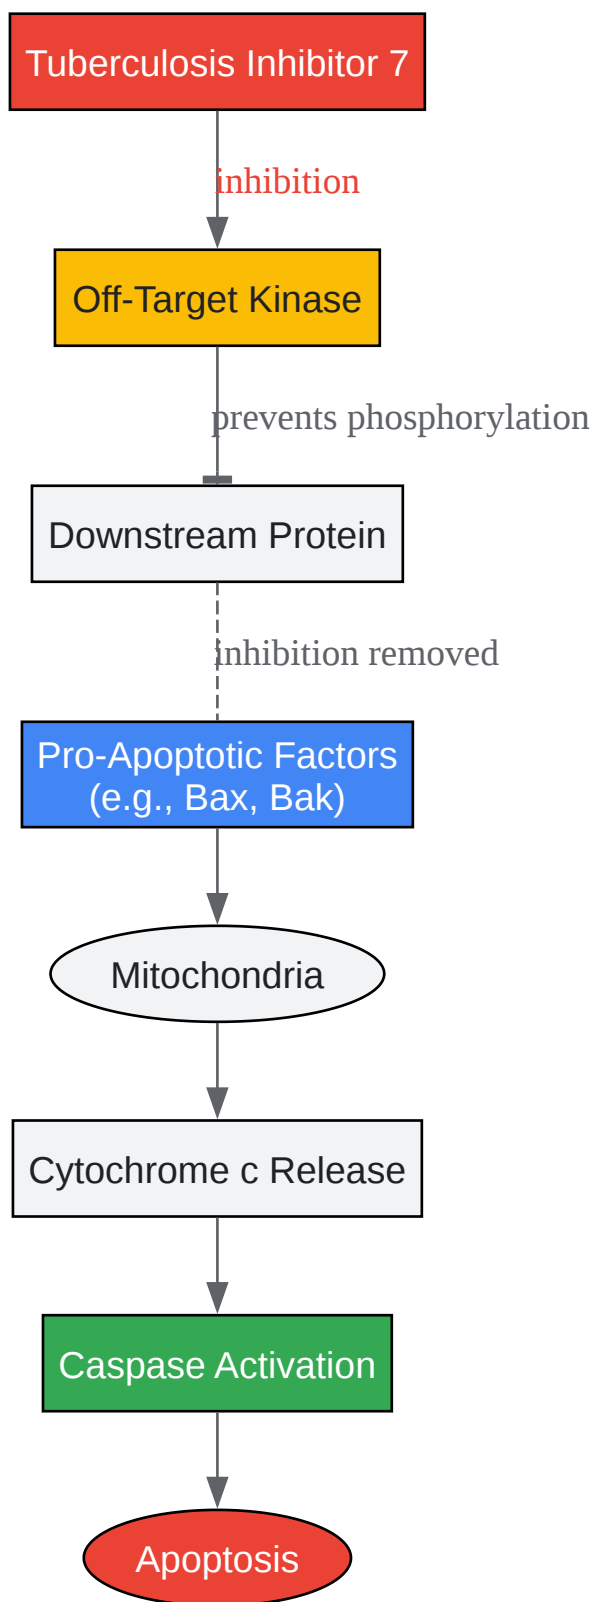 Tuberculosis Inhibitor 7
inhibition
Off-Target Kinase
prevents phosphorylation
Downstream Protein
inhibition removed
Pro-Apoptotic Factors
(e.g., Bax, Bak)
Mitochondria
Cytochrome c Release
Caspase Activation
Apoptosis